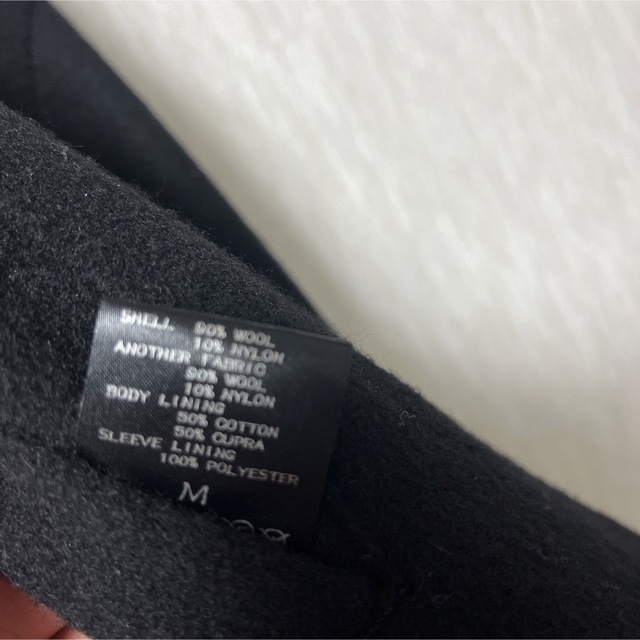 SHELL 90% WOOL
10% NYLON
ANOTHER FABRIC
90% WOOL
10% NYLON
BODY LINING
50% COTTON
50% CUPRA
SLEEVE LINING
100% POLYESTER
M